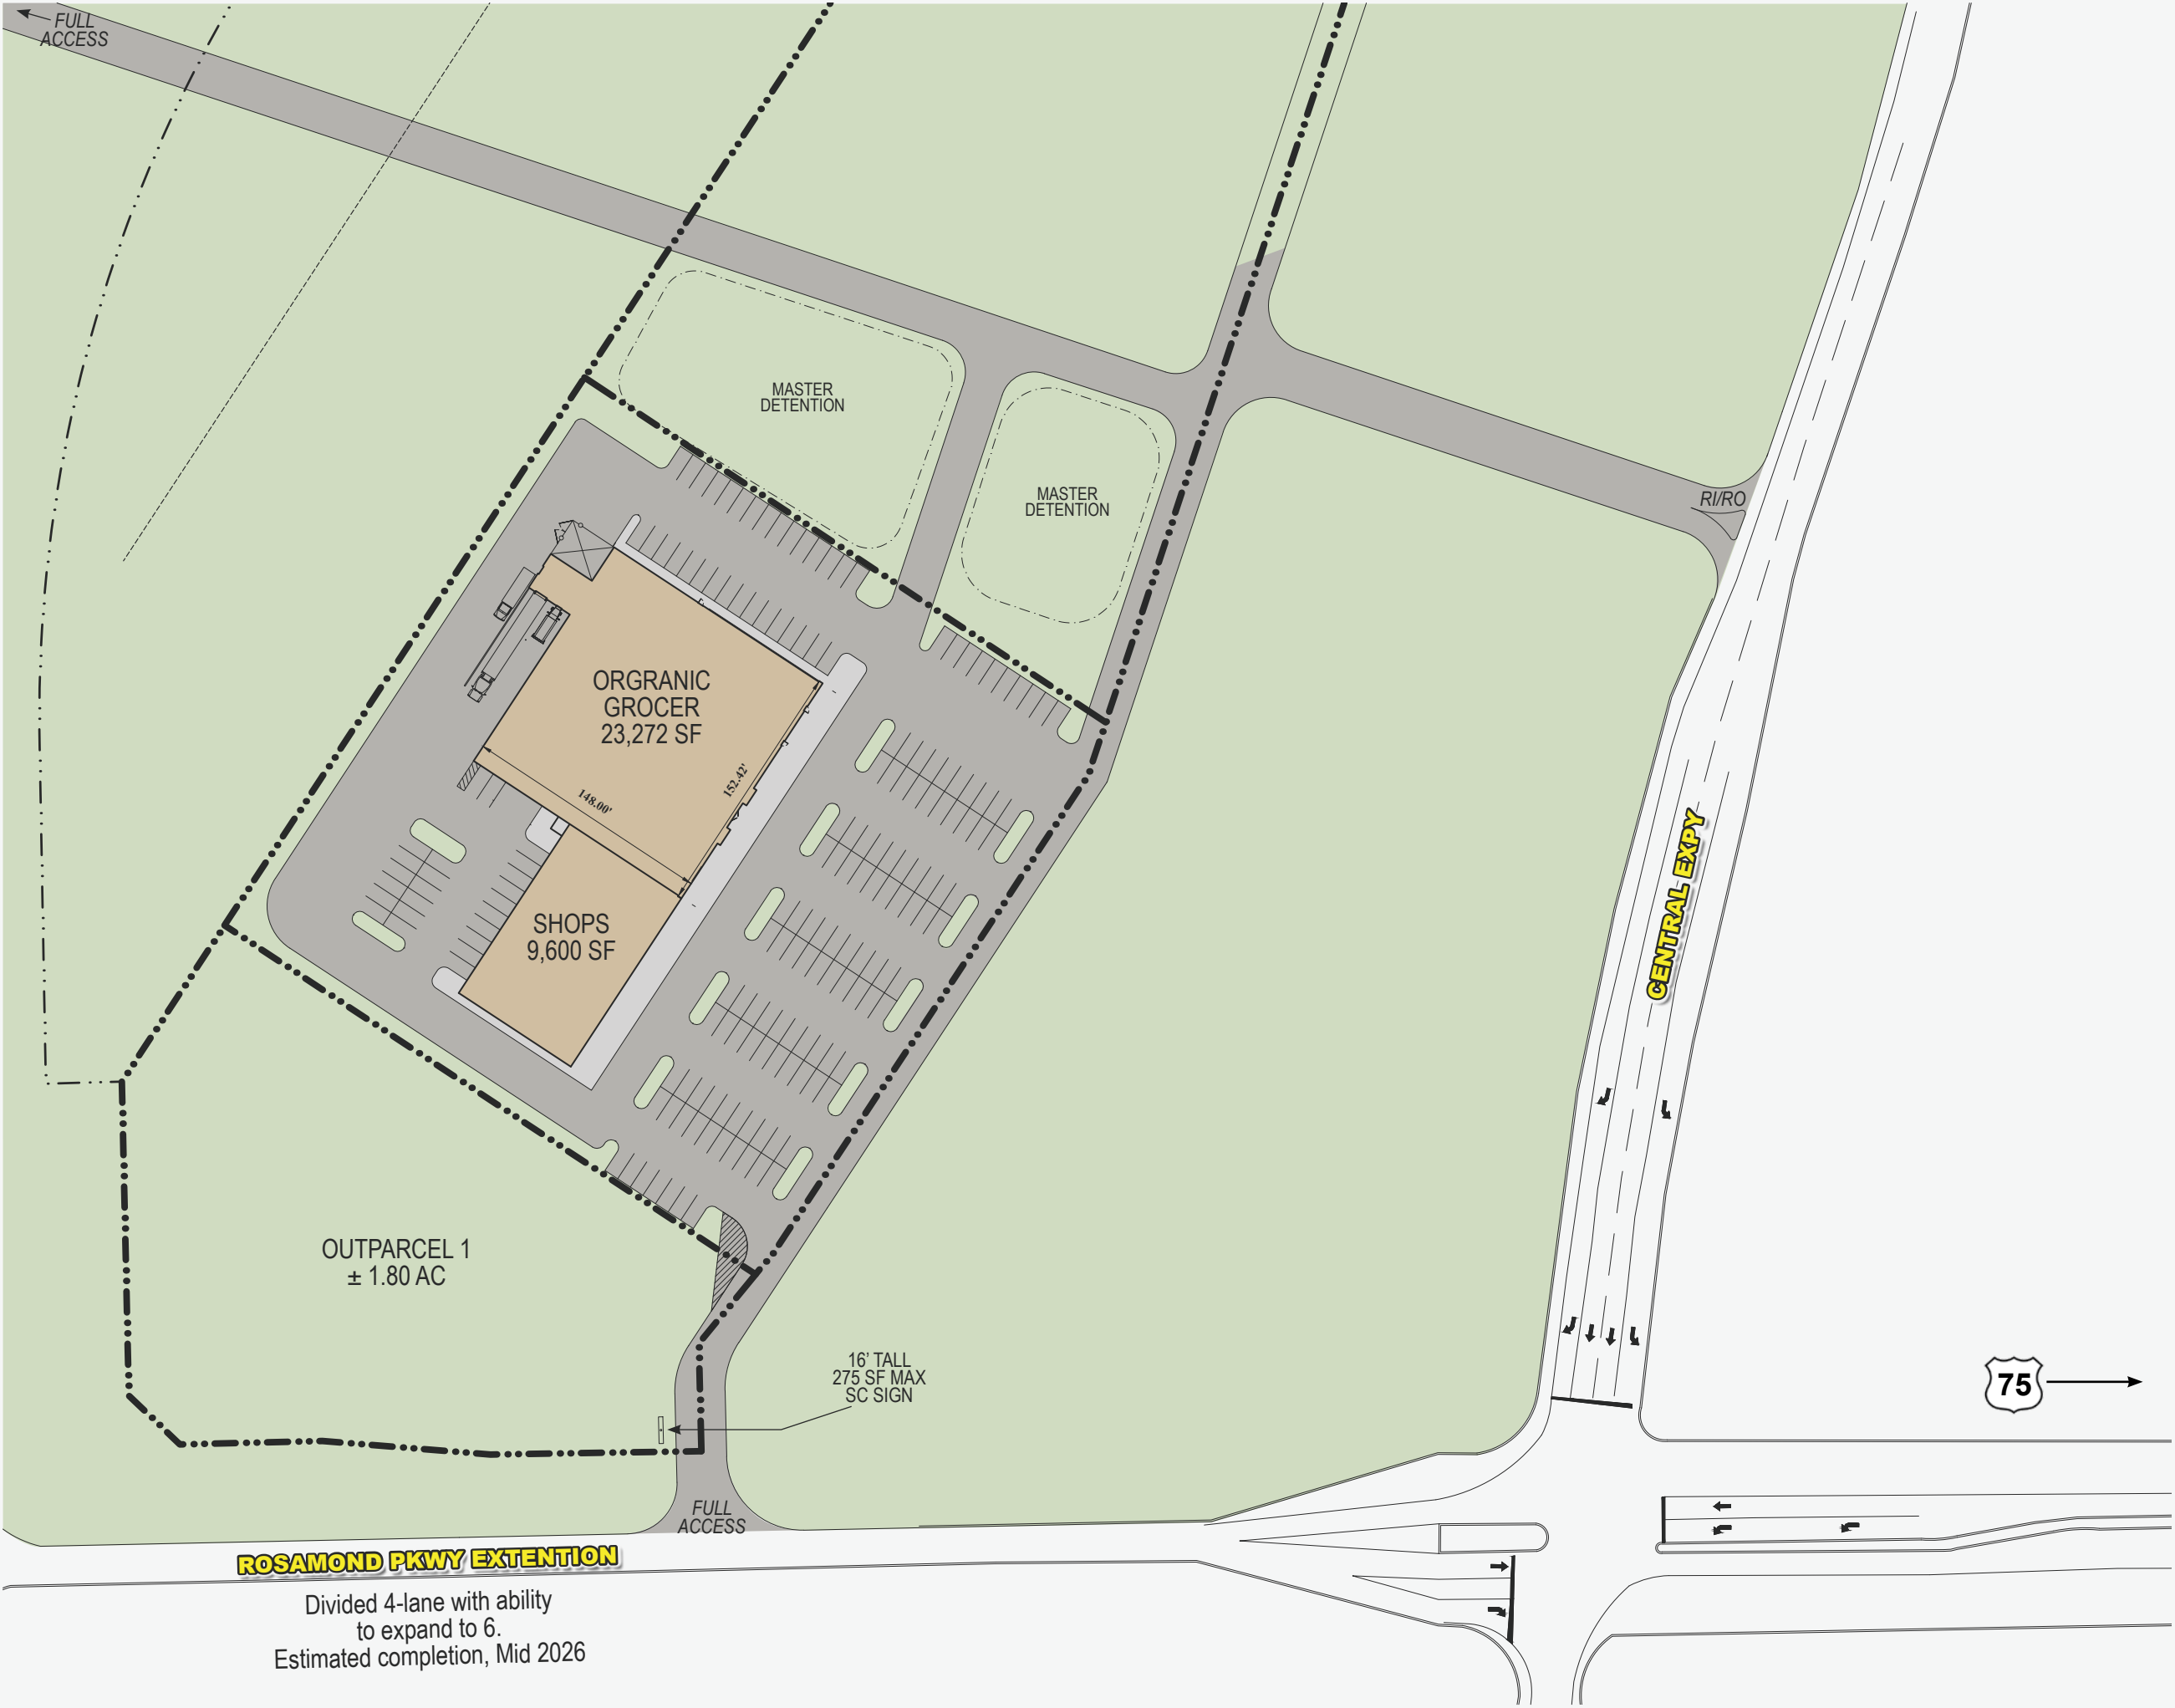 FULL
ACCESS
MASTER
DETENTION
MASTER
DETENTION
RI/RO
ORGRANIC
GROCER
23,272 SF
152.42'
148.00'
SHOPS
9,600 SF
CENTRAL EXPY
OUTPARCEL 1
± 1.80 AC
16' TALL
275 SF MAX
SC SIGN
75
FULL
ACCESS
ROSAMOND PKWY EXTENTION
Divided 4-lane with ability
to expand to 6.
Estimated completion, Mid 2026